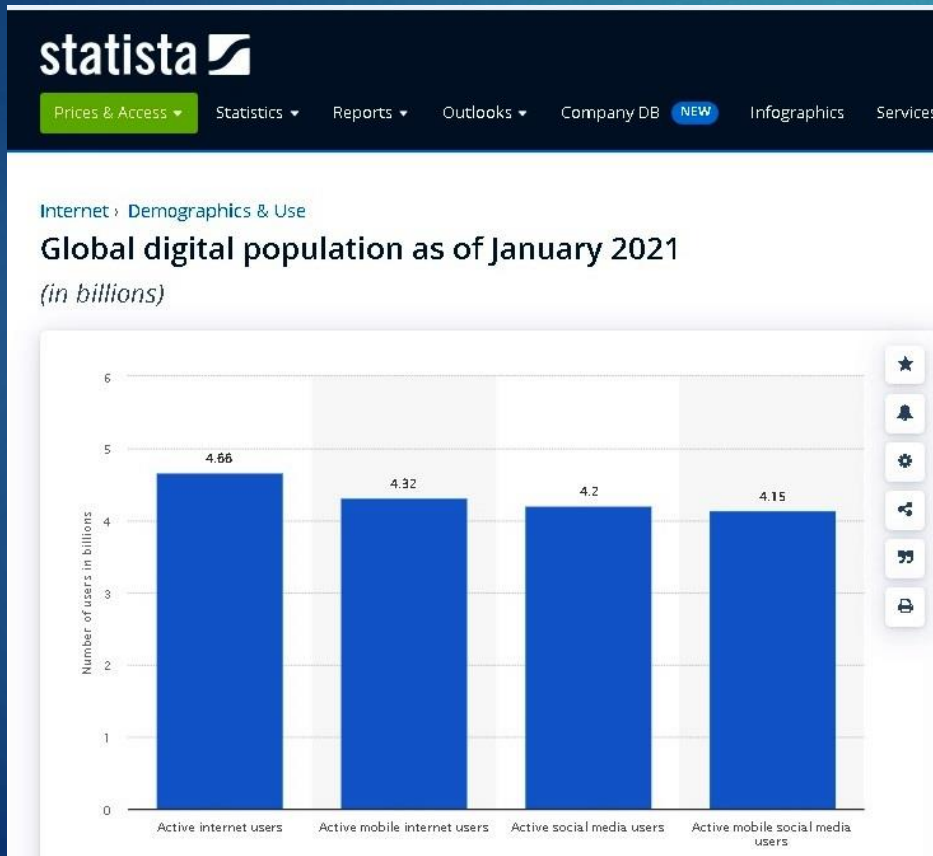 statista
Prices & Access Statistics Reports Outlooks Company DB NEW Infographics Services
Internet › Demographics & Use
Global digital population as of January 2021
(in billions)
6
5
4
3
2
1
0
Number of users in billions
4.66
4.32
4.2
4.15
Active internet users
Active mobile internet users
Active social media users
Active mobile social media
users